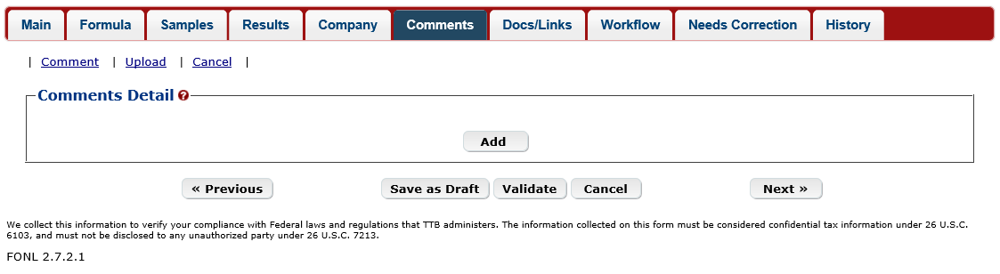 Main Formula Samples Results Company Comments Docs/Links Workflow Needs Correction History
| Comment | Upload | Cancel |
Comments Detail ?
Add
« Previous Save as Draft Validate Cancel Next »
We collect this information to verify your compliance with Federal laws and regulations that TTB administers. The information collected on this form must be considered confidential tax information under 26 U.S.C.
6103, and must not be disclosed to any unauthorized party under 26 U.S.C. 7213.
FONL 2.7.2.1